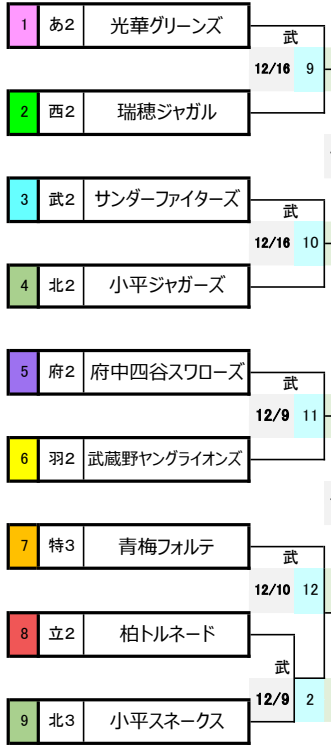 1 あ2 光華グリーンズ
武
12/16 9
2 西2 瑞穂ジャガル
3 武2 サンダーファイターズ
武
12/16 10
4 北2 小平ジャガーズ
5 府2 府中四谷スワローズ
武
12/9 11
6 羽2 武蔵野ヤングライオンズ
7 特3 青梅フォルテ
武
12/10 12
8 立2 柏トルネード
武
12/9 2
9 北3 小平スネークス